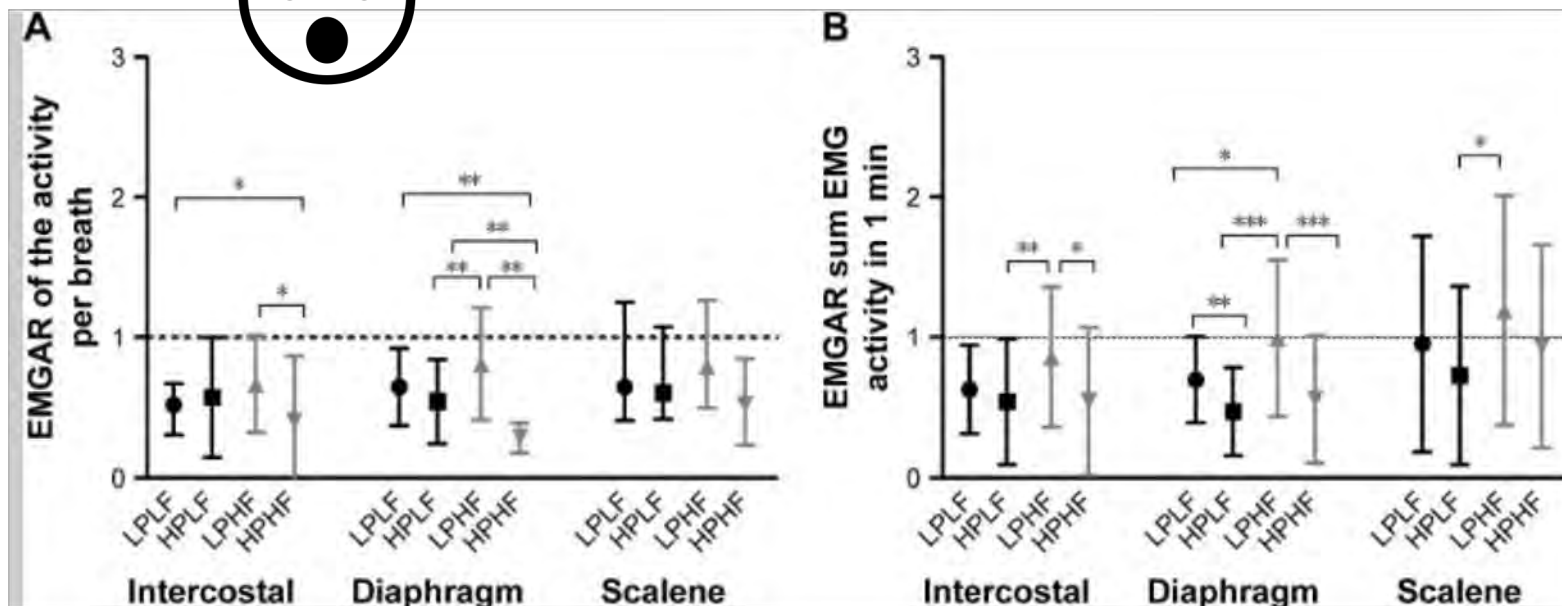 A
B
EMGAR of the activity
per breath
3
2
1
0
*
*
**
**
**
**
LPLF
HPLF
LPHF
HPHF
LPLF
HPLF
LPHF
HPHF
LPLF
HPLF
LPHF
HPHF
Intercostal
Diaphragm
Scalene
EMGAR sum EMG
activity in 1 min
3
2
1
0
**
*
*
***
***
**
*
LPLF
HPLF
LPHF
HPHF
LPLF
HPLF
LPHF
HPHF
LPLF
HPLF
LPHF
HPHF
Intercostal
Diaphragm
Scalene